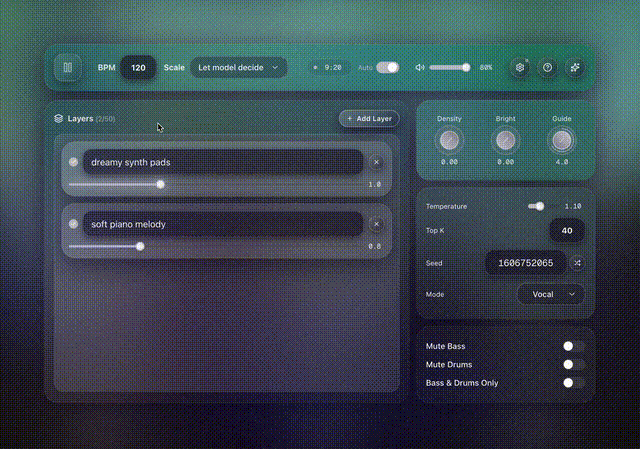 BPM 120 Scale Let model decide 9:20 Auto 80%
Layers (2/50) + Add Layer
dreamy synth pads
1.0
soft piano melody
0.8
Density Bright Guide
0.00 0.00 4.0
Temperature 1.10
Top K 40
Seed 1606752065
Mode Vocal
Mute Bass
Mute Drums
Bass & Drums Only